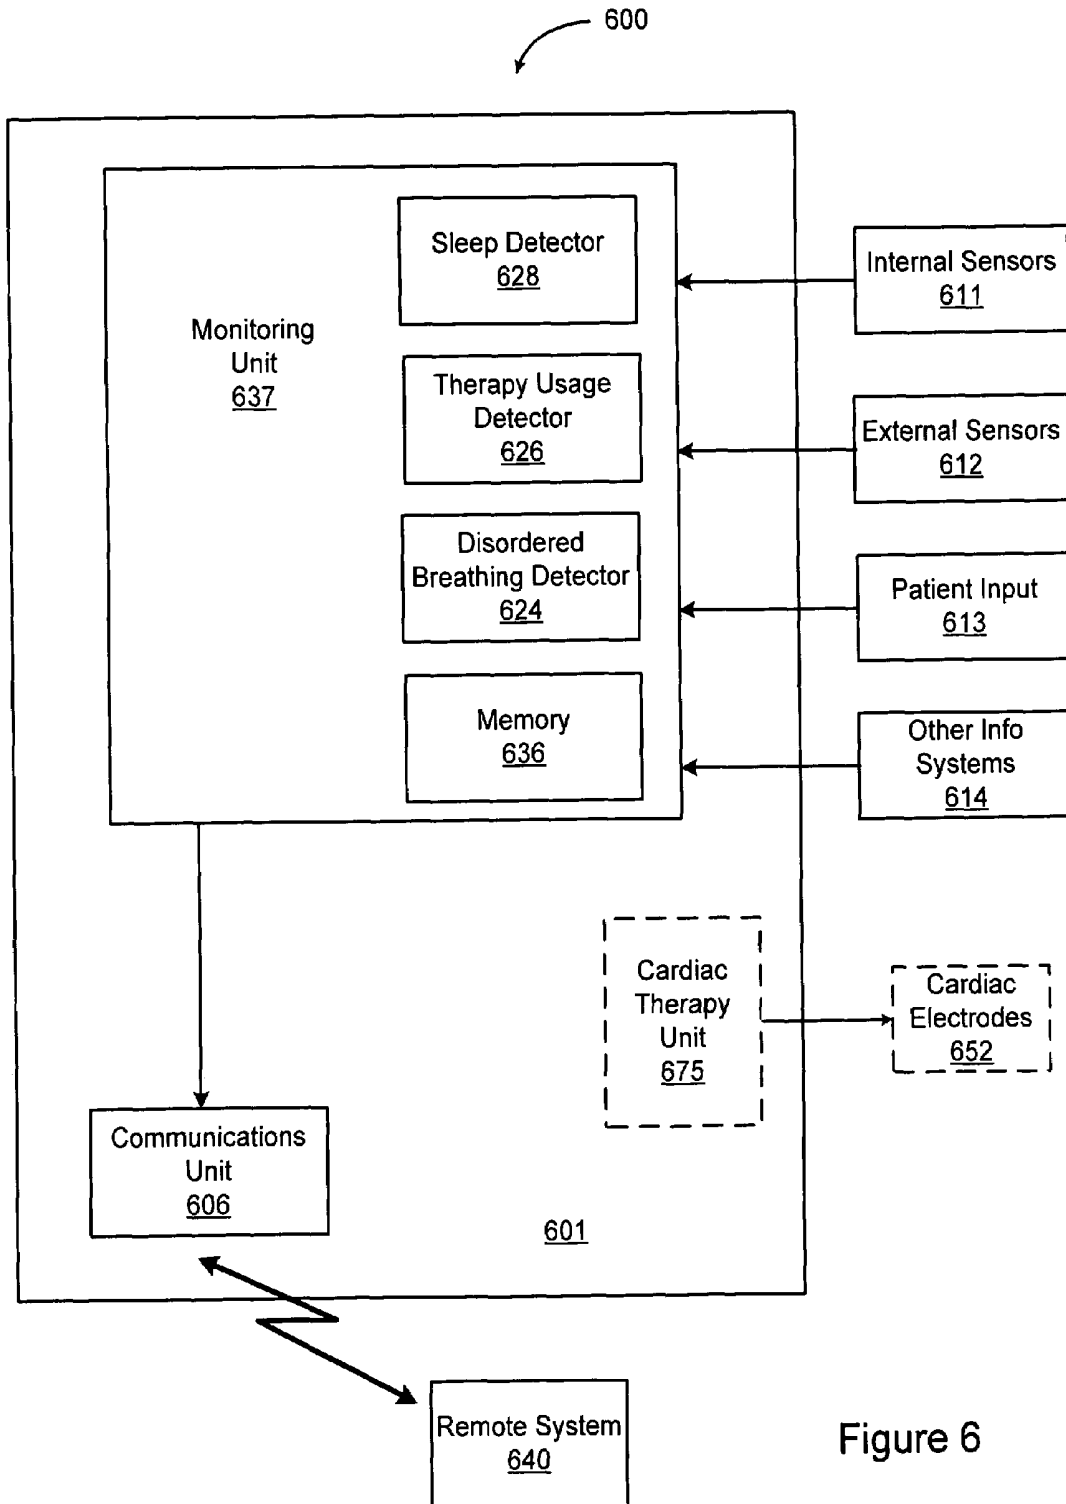 600
Sleep Detector
628
Internal Sensors
611
Monitoring
Unit
637
Therapy Usage
Detector
626
External Sensors
612
Disordered
Breathing Detector
624
Patient Input
613
Memory
636
Other Info
Systems
614
Cardiac
Therapy
Unit
675
Cardiac
Electrodes
652
Communications
Unit
606
601
Remote System
640
Figure 6